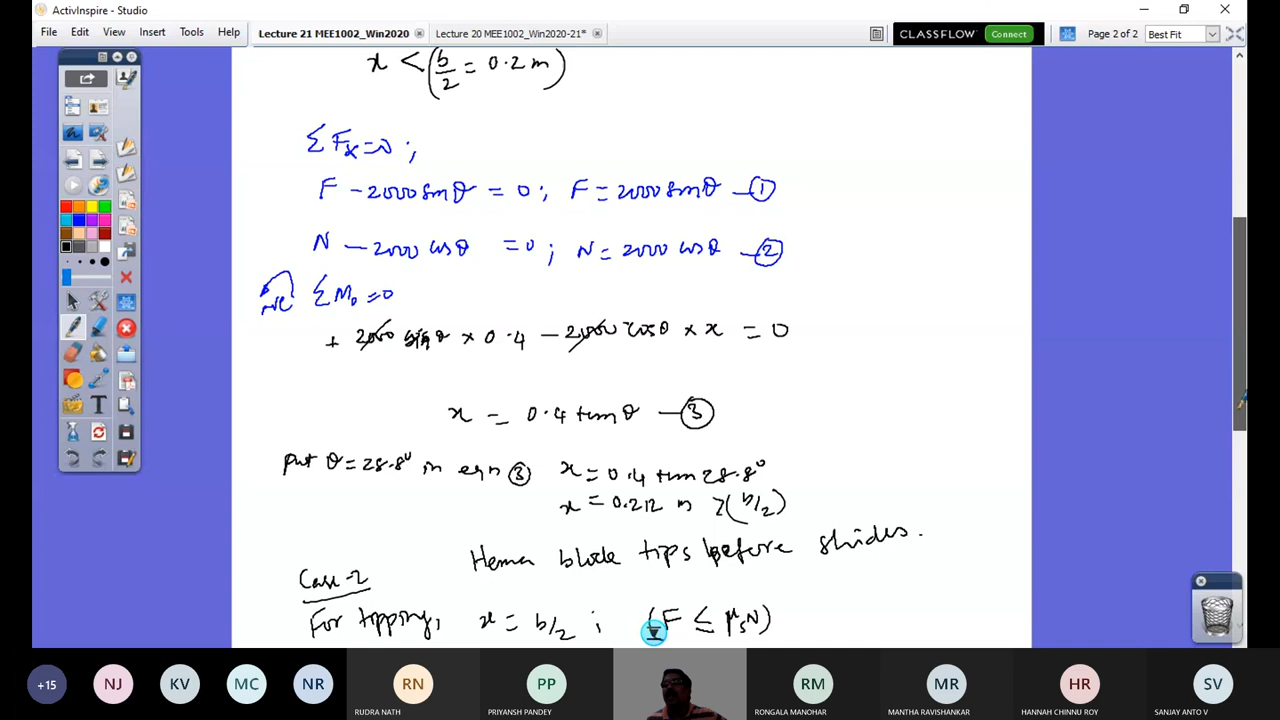 ActivInspire - Studio
File Edit View Insert Tools Help
Lecture 21 MEE1002_Win2020 Lecture 20 MEE1002_Win2020-21*
CLASSFLOW Connect
Page 2 of 2 Best Fit
x < (b/2 = 0.2 m)
ΣFx=0 ;
F - 2000 sin θ = 0 ; F = 2000 sin θ — ①
N - 2000 cos θ = 0 ; N = 2000 cos θ — ②
+ve ΣM₀ =0
+ 2000 sin θ × 0.4 - 2000 cos θ × x = 0
x = 0.4 tan θ — ③
Put θ = 28.8° in eqn ③ x = 0.4 tan 28.8°
x = 0.212 m > (b/2)
block tips before
Case -2
For tipping, x = b/2 ; (F ≤ μsN)
+15 NJ KV MC NR RN PP RM MR HR SV
RUDRA NATH PRIYANSH PANDEY RONGALA MANOHAR MANTHA RAVISHANKAR HANNAH CHINNU ROY SANJAY ANTO V